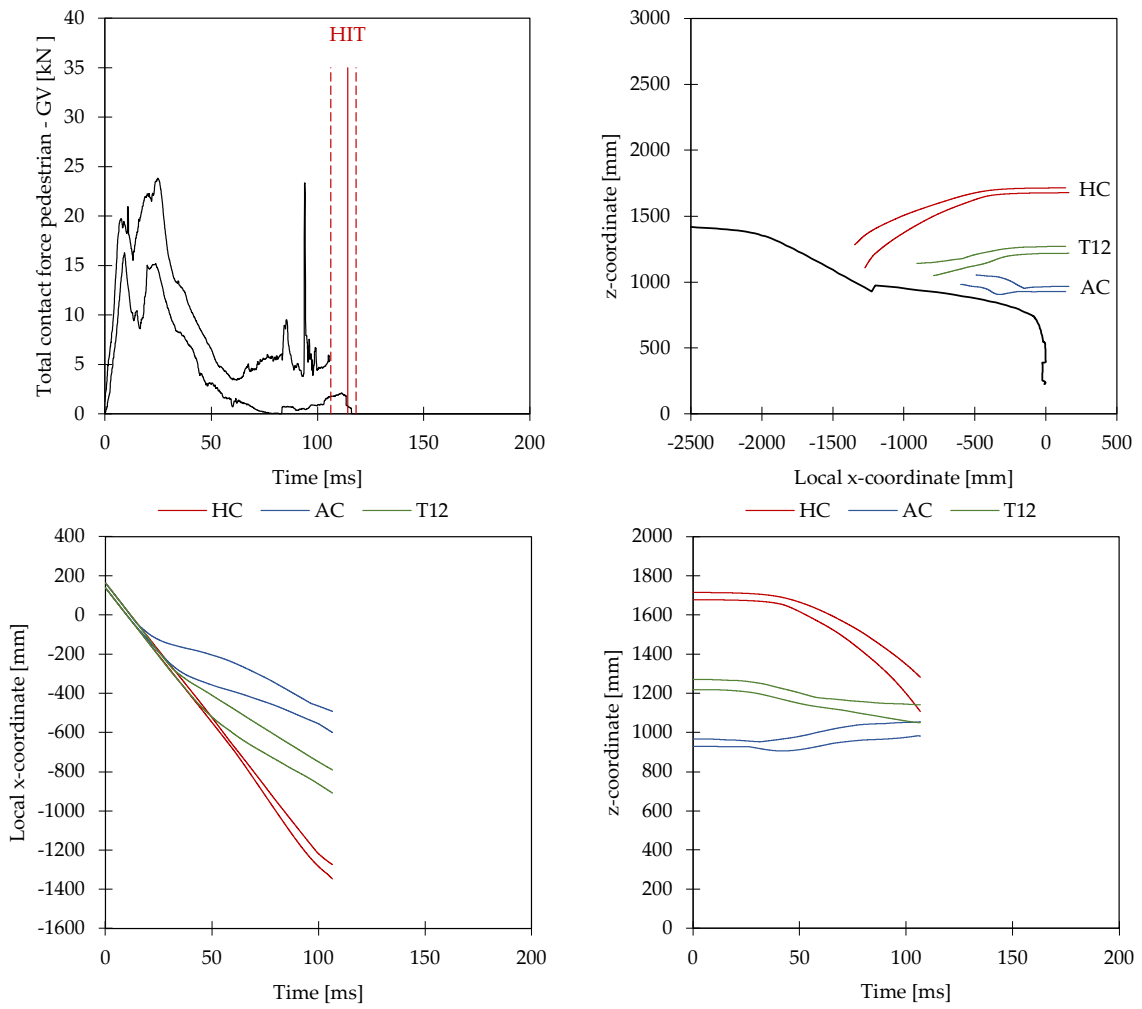 Total contact force pedestrian - GV [kN]
40
35
30
25
20
15
10
5
0
HIT
0 50 100 150 200
Time [ms]
z-coordinate [mm]
3000
2500
2000
1500
1000
500
0
HC
T12
AC
-2500 -2000 -1500 -1000 -500 0 500
Local x-coordinate [mm]
HC AC T12
Local x-coordinate [mm]
400
200
0
-200
-400
-600
-800
-1000
-1200
-1400
-1600
0 50 100 150 200
Time [ms]
HC AC T12
z-coordinate [mm]
2000
1800
1600
1400
1200
1000
800
600
400
200
0
0 50 100 150 200
Time [ms]